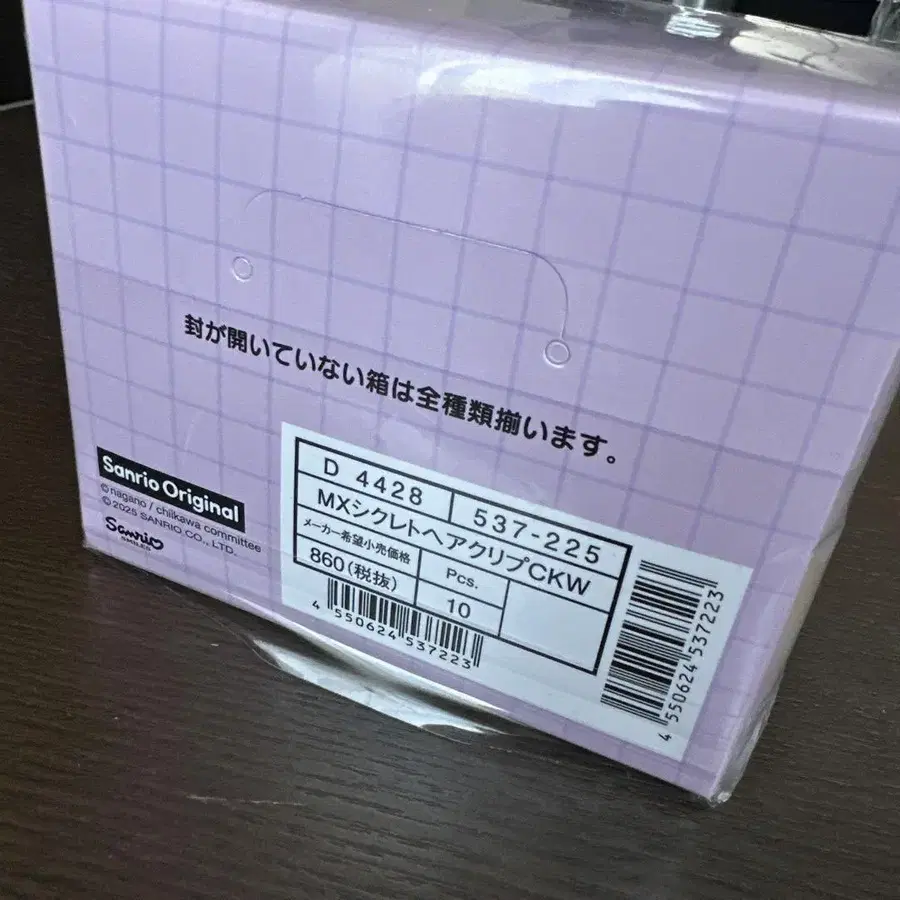 封が開いていない箱は全種類揃います。
Sanrio Original
©nagano / chiikawa committee
©2025 SANRIO CO., LTD.
Sanrio
SMILES
D 4428
537-225
MXシクレトヘアクリプCKW
メーカー希望小売価格
860(税抜)
Pcs.
10
4 550624 537223
4 550624 537223